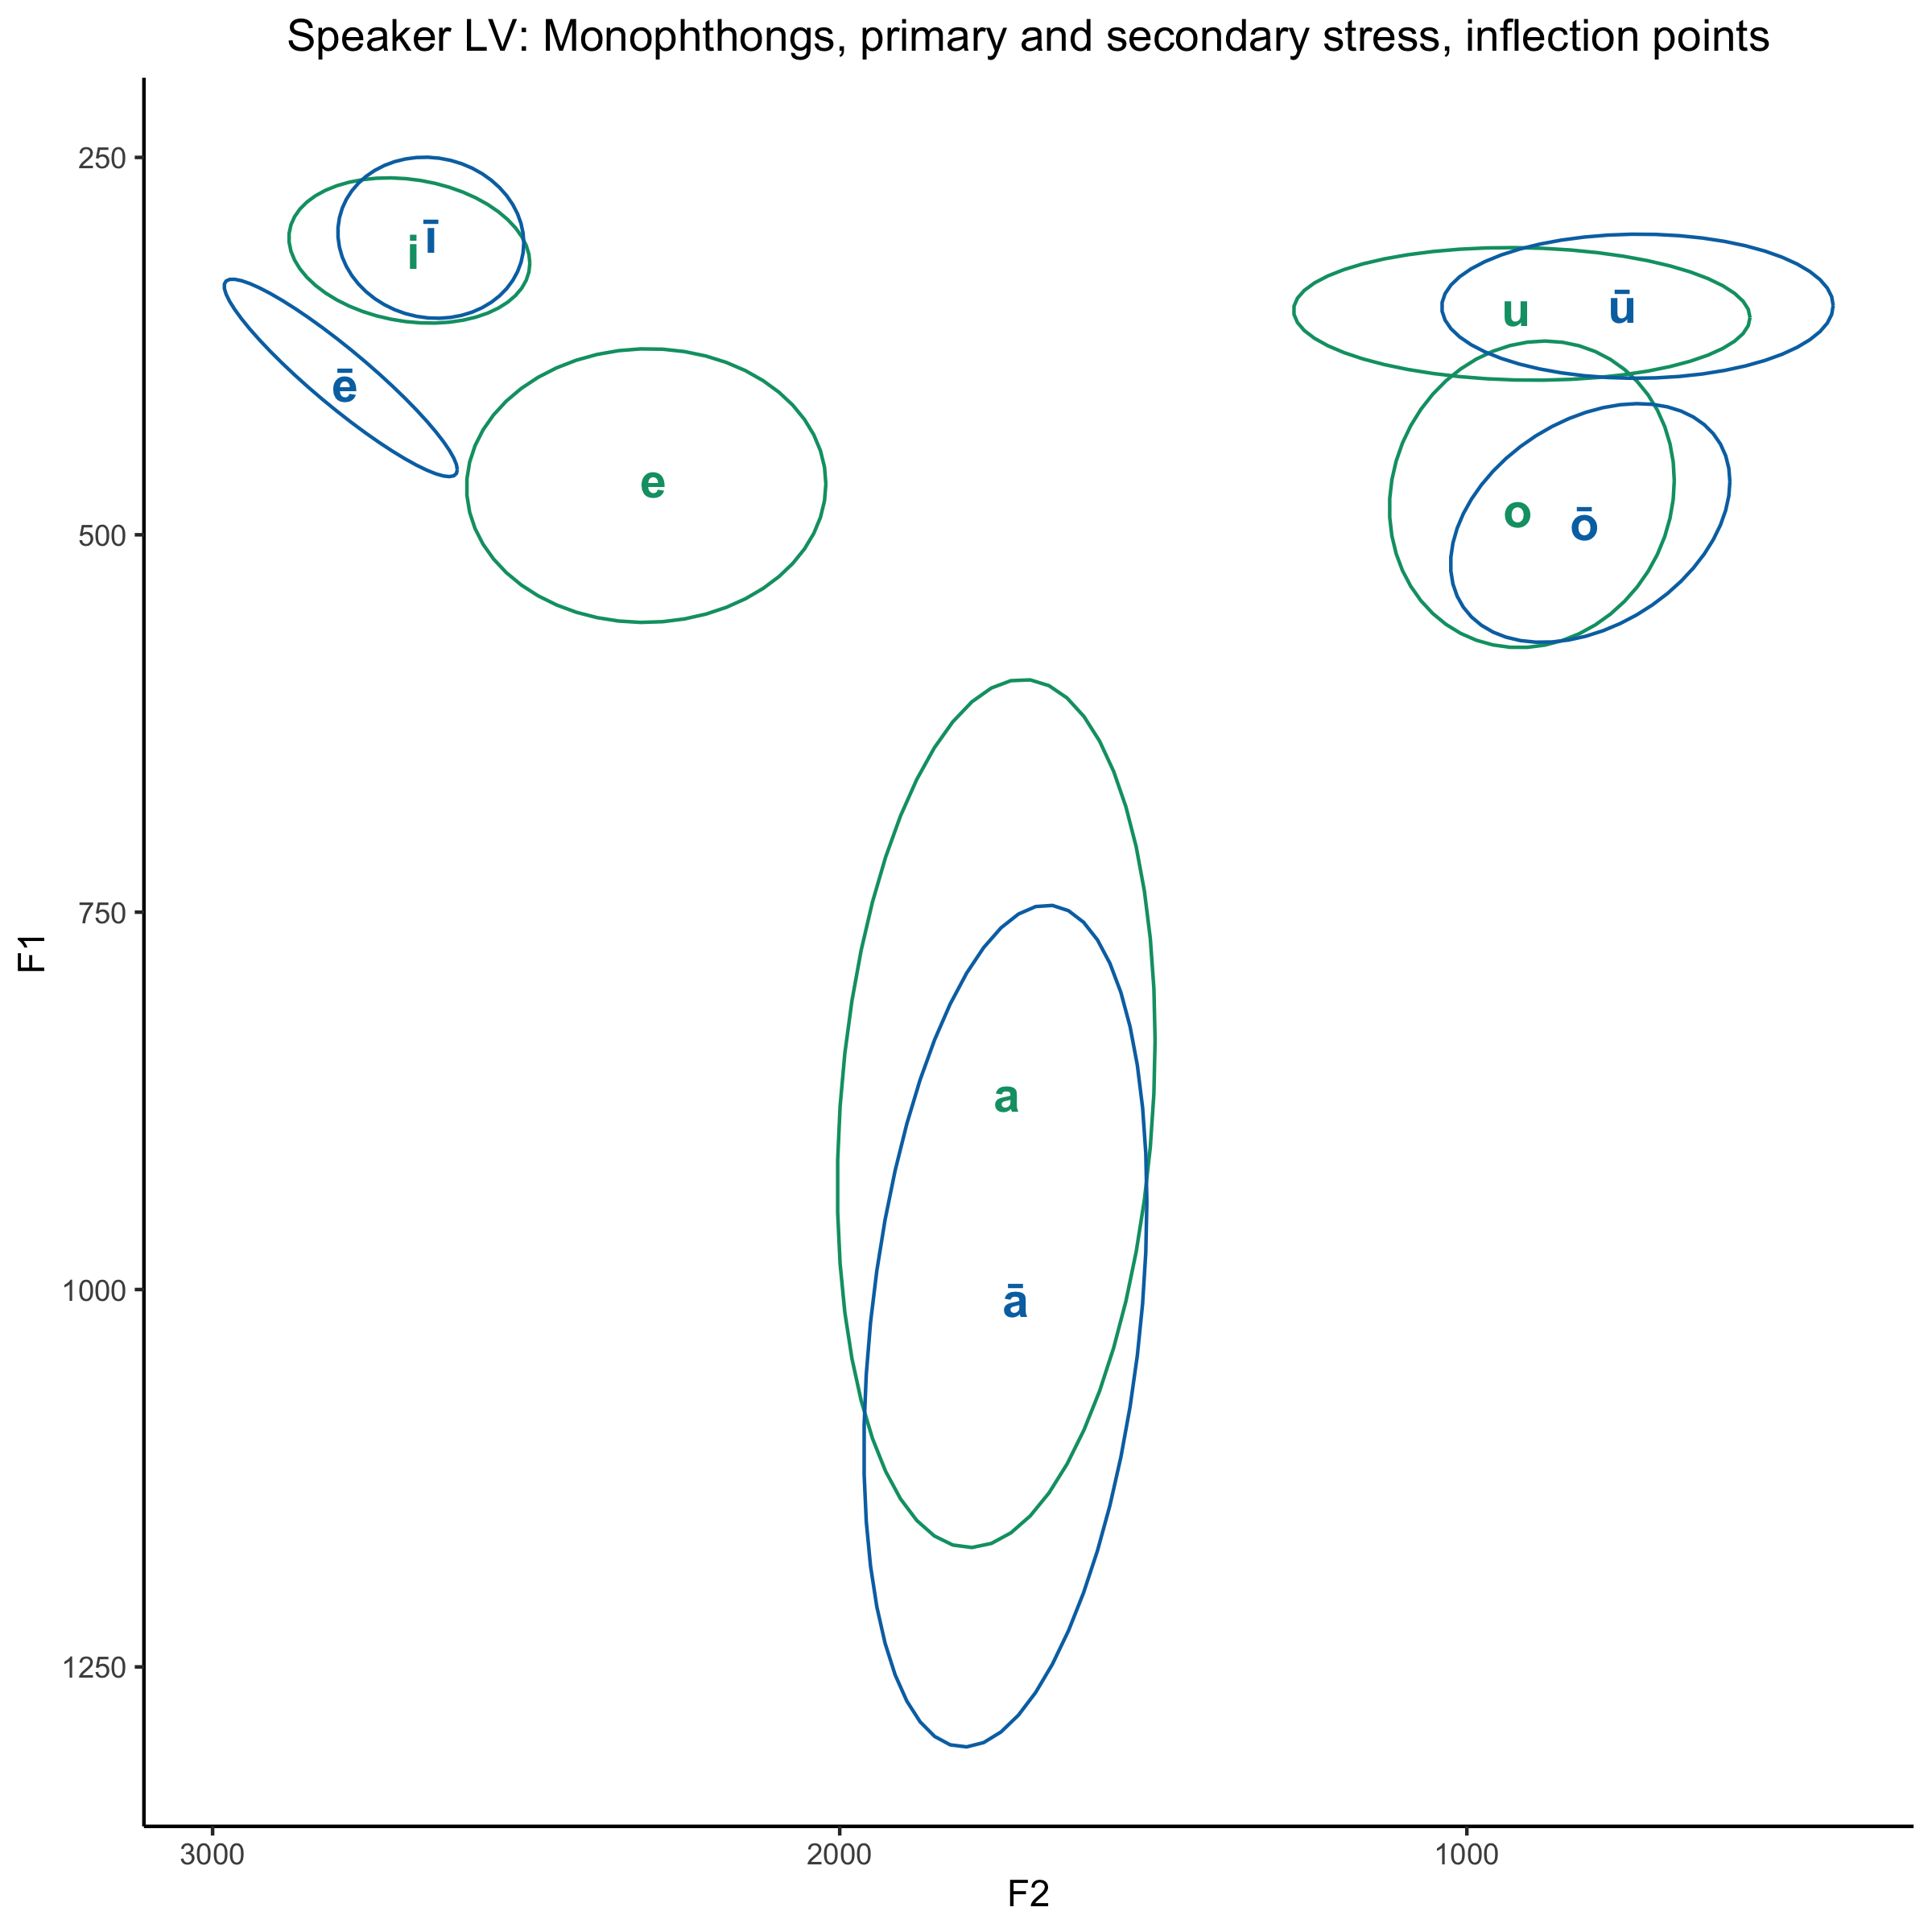 Speaker LV: Monophthongs, primary and secondary stress, inflection points
250
ī
i
u ū
ē
e
500
o ō
750
F1
a
1000
ā
1250
3000 2000 1000
F2